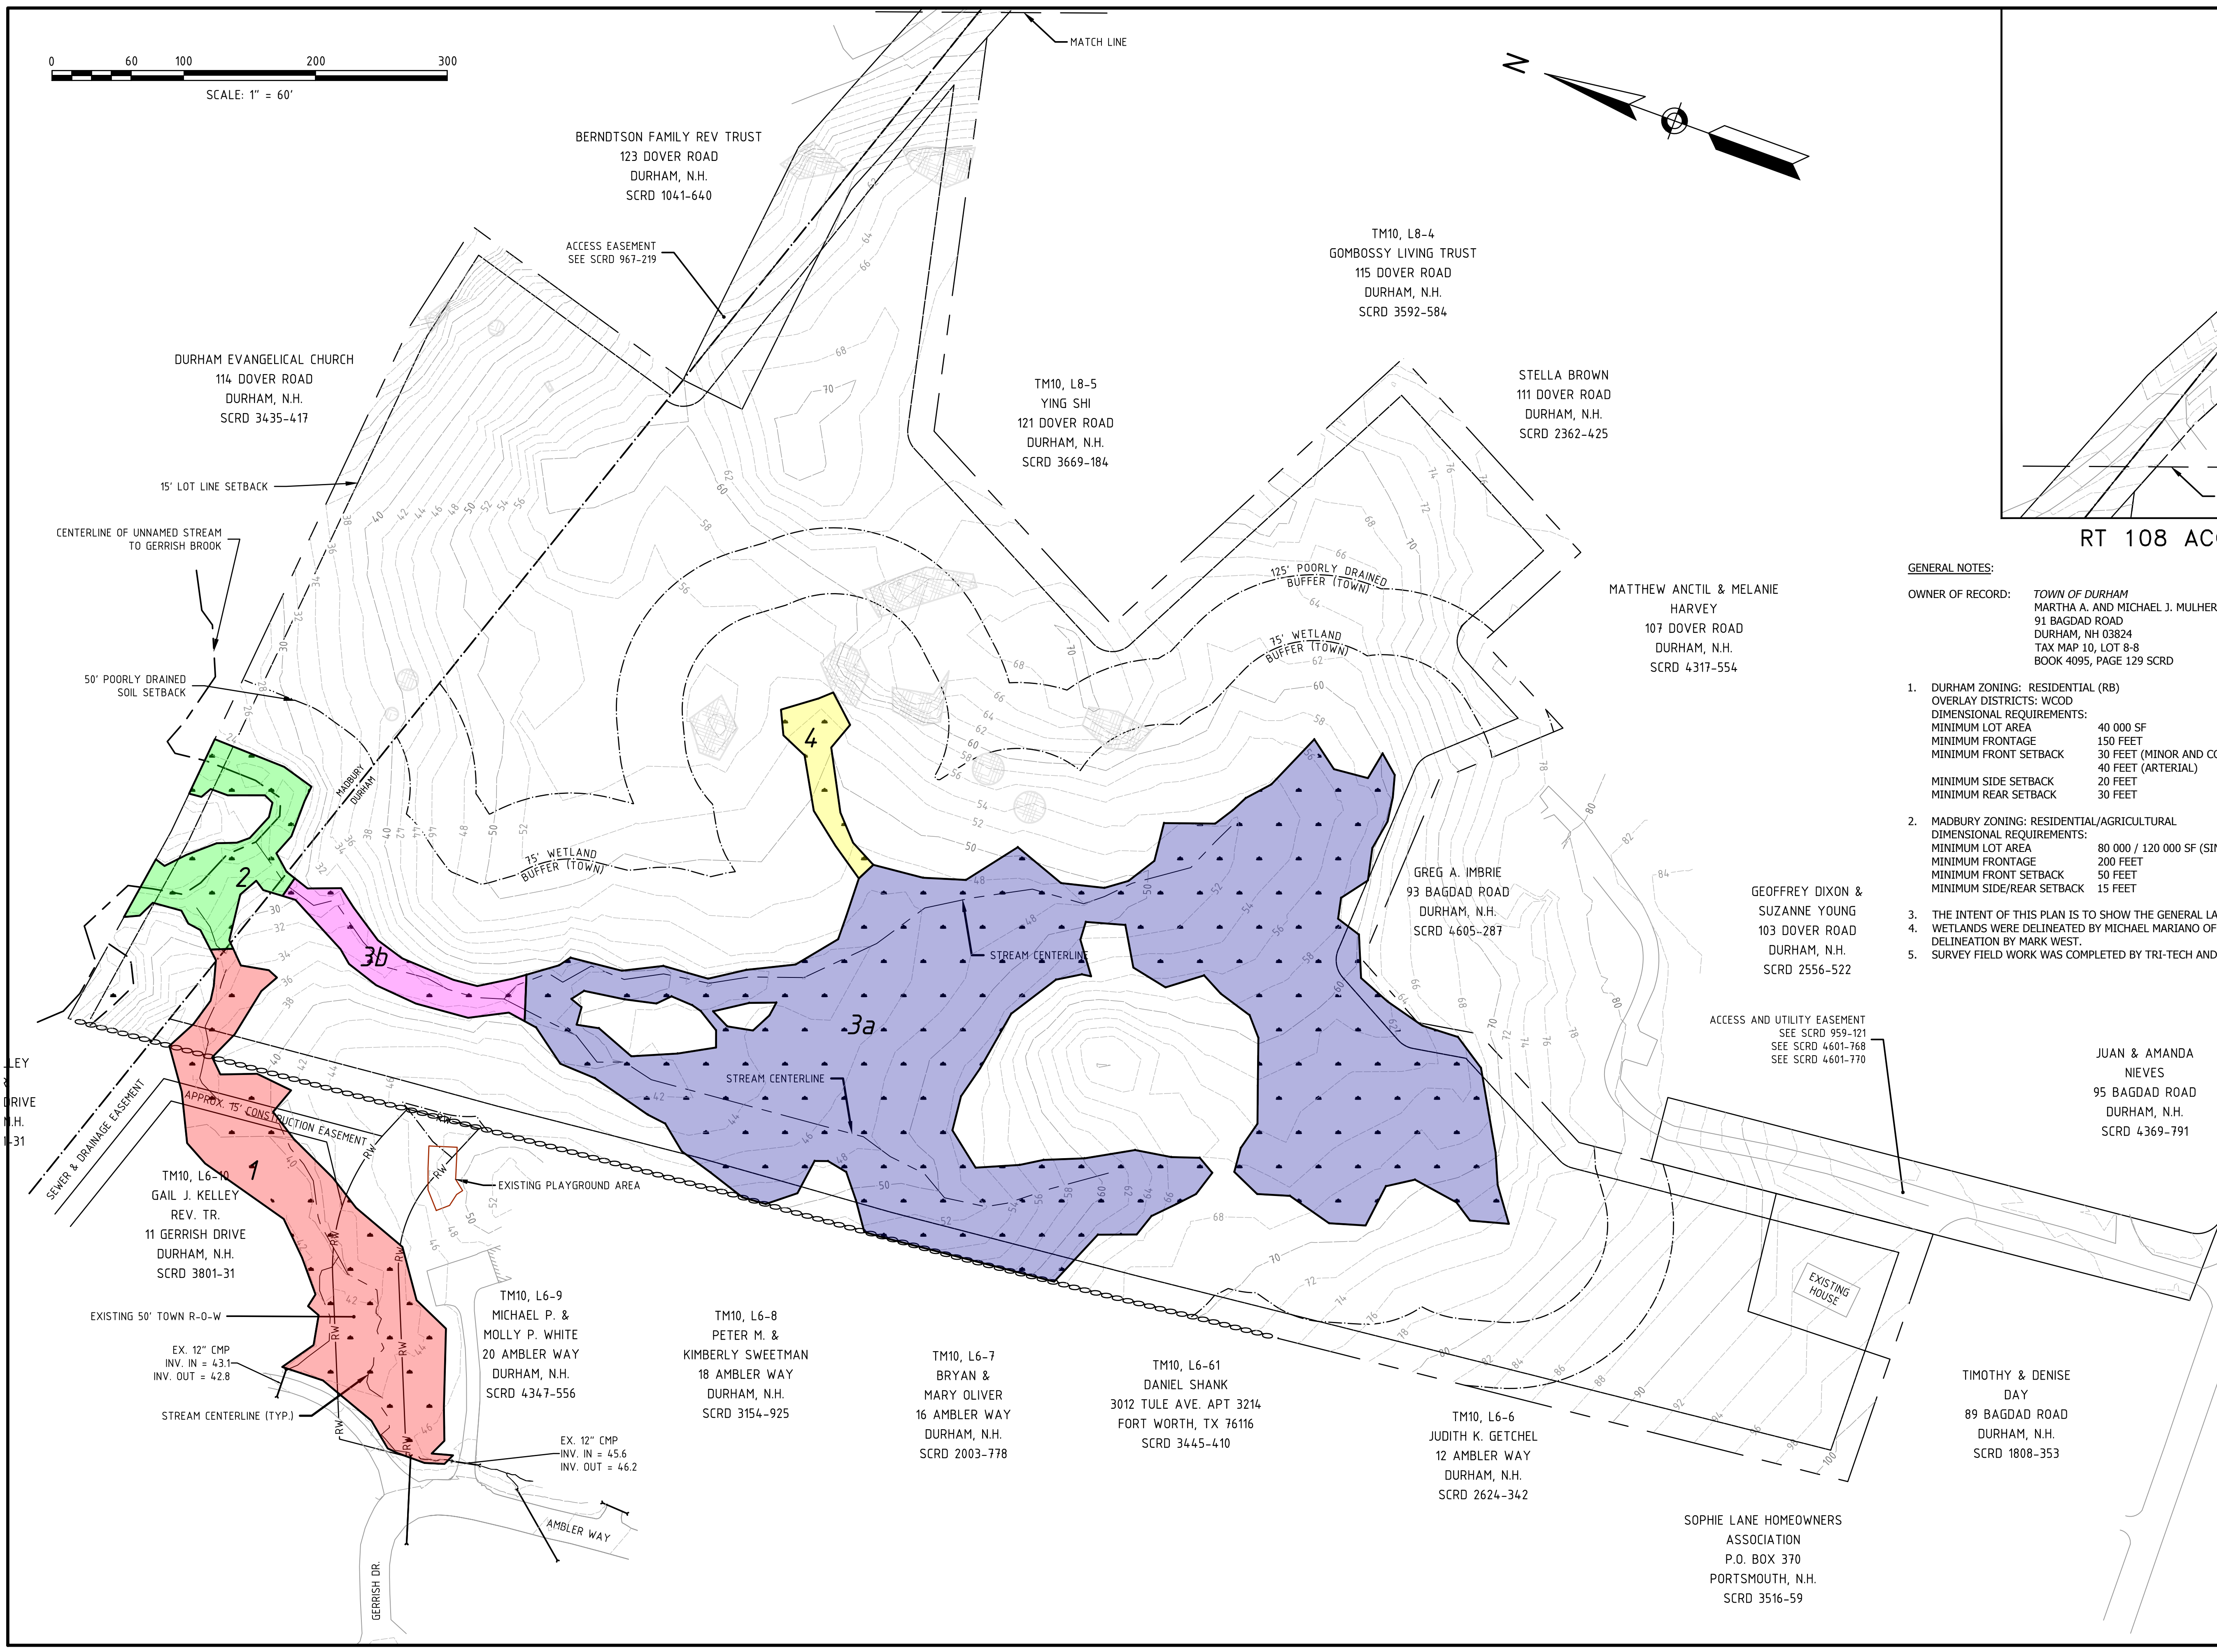 MATCH LINE
0 60 100 200 300
SCALE: 1" = 60'
N
BERNDTSON FAMILY REV TRUST
123 DOVER ROAD
DURHAM, N.H.
SCRD 1041-640
ACCESS EASEMENT
SEE SCRD 967-219
TM10, L8-4
GOMBOSSY LIVING TRUST
115 DOVER ROAD
DURHAM, N.H.
SCRD 3592-584
DURHAM EVANGELICAL CHURCH
114 DOVER ROAD
DURHAM, N.H.
SCRD 3435-417
TM10, L8-5
YING SHI
121 DOVER ROAD
DURHAM, N.H.
SCRD 3669-184
STELLA BROWN
111 DOVER ROAD
DURHAM, N.H.
SCRD 2362-425
15' LOT LINE SETBACK
CENTERLINE OF UNNAMED STREAM
TO GERRISH BROOK
RT 108 AC
GENERAL NOTES:
OWNER OF RECORD: TOWN OF DURHAM
MARTHA A. AND MICHAEL J. MULHER
91 BAGDAD ROAD
DURHAM, NH 03824
TAX MAP 10, LOT 8-8
BOOK 4095, PAGE 129 SCRD
1. DURHAM ZONING: RESIDENTIAL (RB)
OVERLAY DISTRICTS: WCOD
DIMENSIONAL REQUIREMENTS:
MINIMUM LOT AREA 40 000 SF
MINIMUM FRONTAGE 150 FEET
MINIMUM FRONT SETBACK 30 FEET (MINOR AND CO
40 FEET (ARTERIAL)
MINIMUM SIDE SETBACK 20 FEET
MINIMUM REAR SETBACK 30 FEET
2. MADBURY ZONING: RESIDENTIAL/AGRICULTURAL
DIMENSIONAL REQUIREMENTS:
MINIMUM LOT AREA 80 000 / 120 000 SF (SIN
MINIMUM FRONTAGE 200 FEET
MINIMUM FRONT SETBACK 50 FEET
MINIMUM SIDE/REAR SETBACK 15 FEET
3. THE INTENT OF THIS PLAN IS TO SHOW THE GENERAL LA
4. WETLANDS WERE DELINEATED BY MICHAEL MARIANO OF
DELINEATION BY MARK WEST.
5. SURVEY FIELD WORK WAS COMPLETED BY TRI-TECH AND
125' POORLY DRAINED
BUFFER (TOWN)
75' WETLAND
BUFFER (TOWN)
MATTHEW ANCTIL & MELANIE
HARVEY
107 DOVER ROAD
DURHAM, N.H.
SCRD 4317-554
50' POORLY DRAINED
SOIL SETBACK
MADBURY
DURHAM
4
75' WETLAND
BUFFER (TOWN)
2
3b
3a
1
STREAM CENTERLINE
STREAM CENTERLINE
GREG A. IMBRIE
93 BAGDAD ROAD
DURHAM, N.H.
SCRD 4605-287
GEOFFREY DIXON &
SUZANNE YOUNG
103 DOVER ROAD
DURHAM, N.H.
SCRD 2556-522
ACCESS AND UTILITY EASEMENT
SEE SCRD 959-121
SEE SCRD 4601-768
SEE SCRD 4601-770
JUAN & AMANDA
NIEVES
95 BAGDAD ROAD
DURHAM, N.H.
SCRD 4369-791
LLEY
DRIVE
N.H.
1-31
SEWER & DRAINAGE EASEMENT
APPROX. 15' CONSTRUCTION EASEMENT
RW
RW
RW
RW
RW
RW
RW
RW
RW
EXISTING PLAYGROUND AREA
TM10, L6-10
GAIL J. KELLEY
REV. TR.
11 GERRISH DRIVE
DURHAM, N.H.
SCRD 3801-31
EXISTING 50' TOWN R-O-W
EX. 12" CMP
INV. IN = 43.1
INV. OUT = 42.8
STREAM CENTERLINE (TYP.)
TM10, L6-9
MICHAEL P. &
MOLLY P. WHITE
20 AMBLER WAY
DURHAM, N.H.
SCRD 4347-556
EX. 12" CMP
INV. IN = 45.6
INV. OUT = 46.2
TM10, L6-8
PETER M. &
KIMBERLY SWEETMAN
18 AMBLER WAY
DURHAM, N.H.
SCRD 3154-925
TM10, L6-7
BRYAN &
MARY OLIVER
16 AMBLER WAY
DURHAM, N.H.
SCRD 2003-778
TM10, L6-61
DANIEL SHANK
3012 TULE AVE. APT 3214
FORT WORTH, TX 76116
SCRD 3445-410
TM10, L6-6
JUDITH K. GETCHEL
12 AMBLER WAY
DURHAM, N.H.
SCRD 2624-342
EXISTING
HOUSE
TIMOTHY & DENISE
DAY
89 BAGDAD ROAD
DURHAM, N.H.
SCRD 1808-353
SOPHIE LANE HOMEOWNERS
ASSOCIATION
P.O. BOX 370
PORTSMOUTH, N.H.
SCRD 3516-59
AMBLER WAY
GERRISH DR.